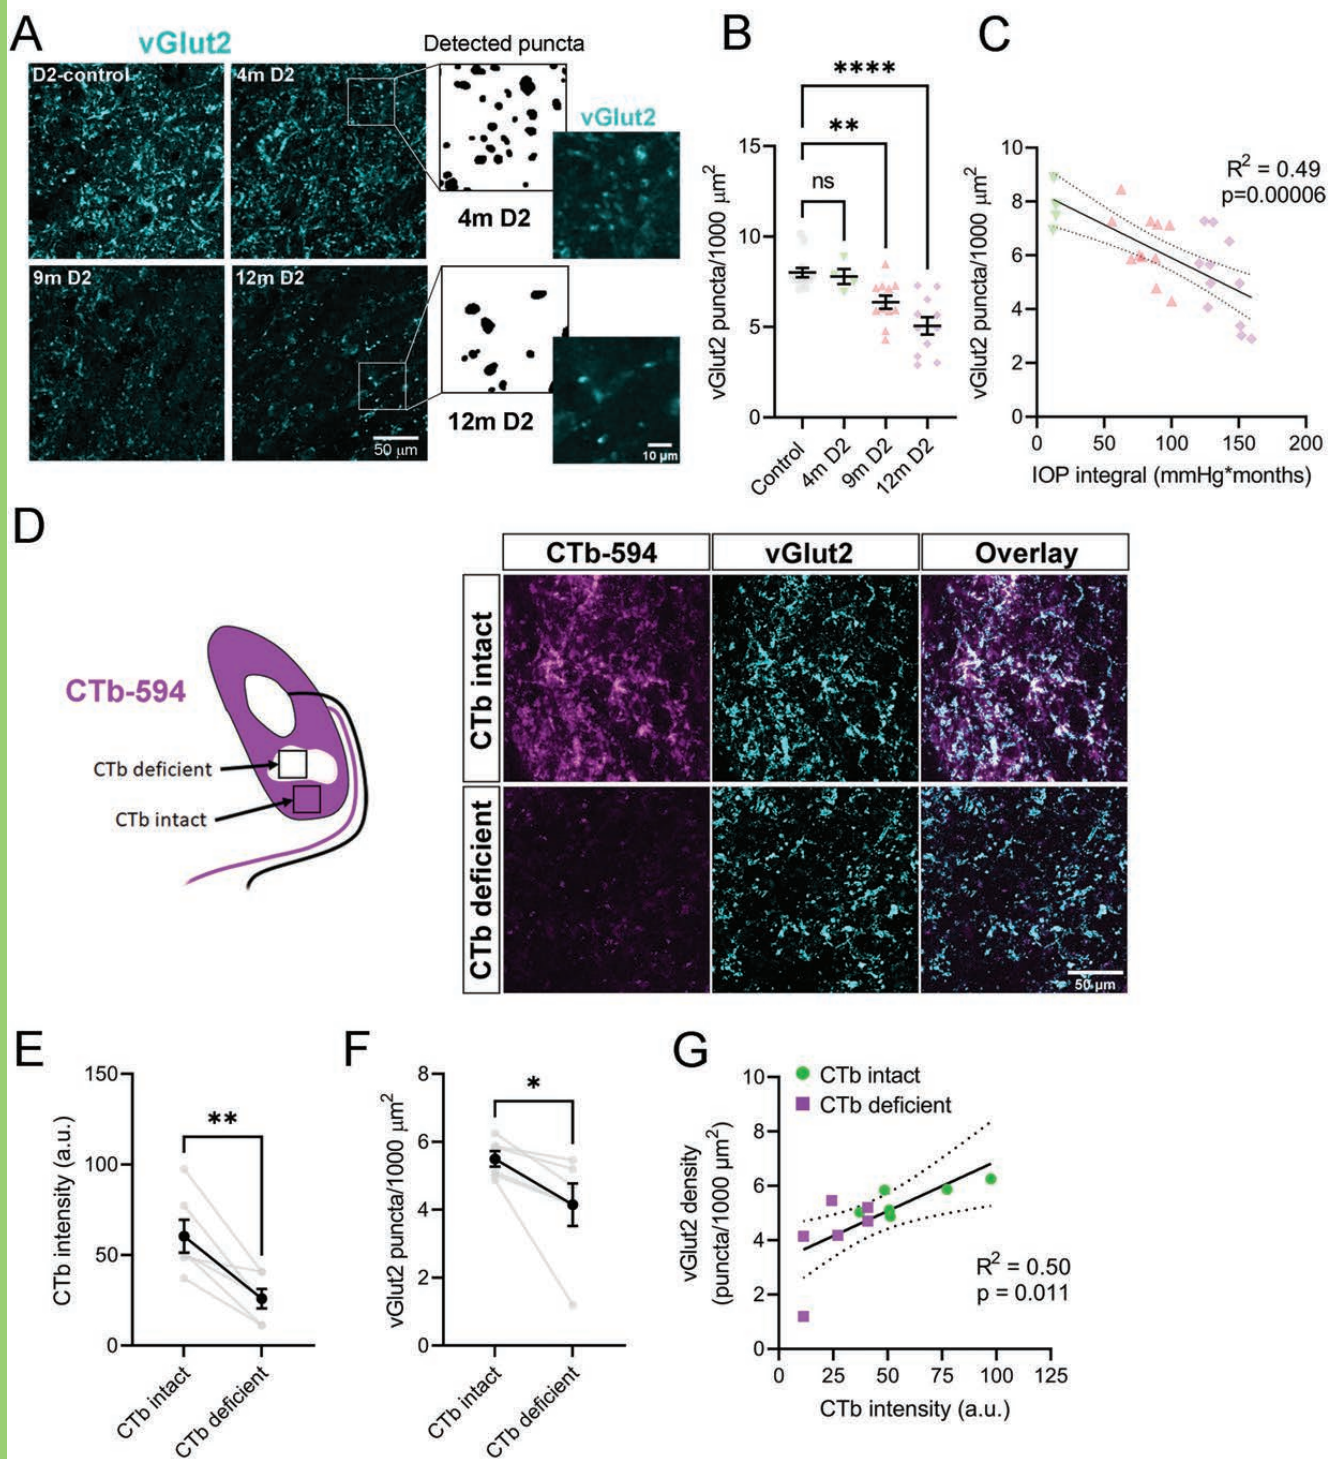 A
vGlut2
D2-control
4m D2
9m D2
12m D2
50 µm
Detected puncta
vGlut2
4m D2
12m D2
10 µm
B
****
**
ns
vGlut2 puncta/1000 µm²
15
10
5
0
Control
4m D2
9m D2
12m D2
C
R² = 0.49
p=0.00006
vGlut2 puncta/1000 µm²
10
8
6
4
2
0
0 50 100 150 200
IOP integral (mmHg*months)
D
CTb-594
CTb deficient
CTb intact
CTb-594 vGlut2 Overlay
CTb intact
CTb deficient
50 µm
E
**
CTb intensity (a.u.)
150
100
50
0
CTb intact
CTb deficient
F
*
vGlut2 puncta/1000 µm²
8
6
4
2
0
CTb intact
CTb deficient
G
CTb intact
CTb deficient
vGlut2 density
(puncta/1000 µm²)
10
8
6
4
2
0
R² = 0.50
p = 0.011
0 25 50 75 100 125
CTb intensity (a.u.)